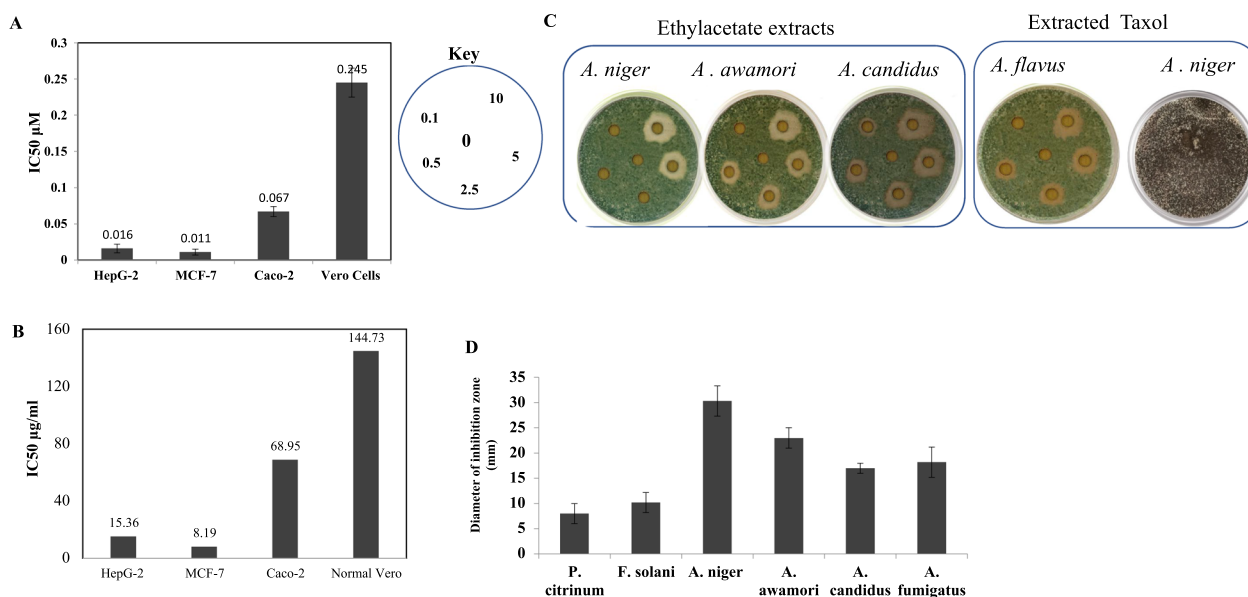 A
IC50 µM
0.3
0.25
0.2
0.15
0.1
0.05
0
0.016
0.011
0.067
0.245
HepG-2
MCF-7
Caco-2
Vero Cells
Key
10
0.1
0
0.5
5
2.5
B
IC50 µg/ml
160
120
80
40
0
15.36
8.19
68.95
144.73
HepG-2
MCF-7
Caco-2
Normal Vero
C
Ethylacetate extracts
A. niger
A . awamori
A. candidus
Extracted Taxol
A. flavus
A . niger
D
Diameter of inhibition zone
(mm)
35
30
25
20
15
10
5
0
P.
citrinum
F. solani
A. niger
A.
awamori
A.
candidus
A.
fumigatus